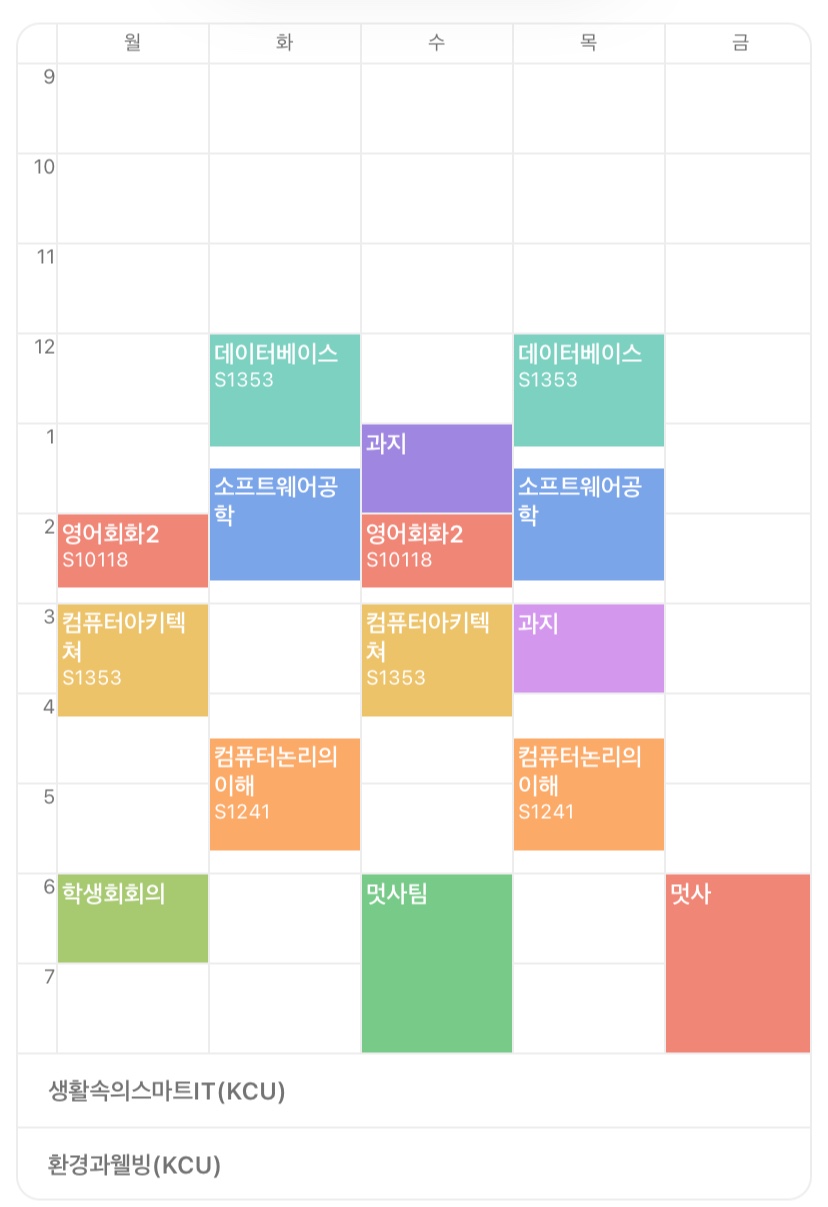 월 화 수 목 금
9
10
11
12
데이터베이스
S1353
데이터베이스
S1353
1
과지
소프트웨어공
학
소프트웨어공
학
2
영어회화2
S10118
영어회화2
S10118
3
컴퓨터아키텍
쳐
S1353
컴퓨터아키텍
쳐
S1353
과지
4
컴퓨터논리의
이해
S1241
컴퓨터논리의
이해
S1241
5
6
학생회회의
멋사팀
멋사
7
생활속의스마트IT(KCU)
환경과웰빙(KCU)